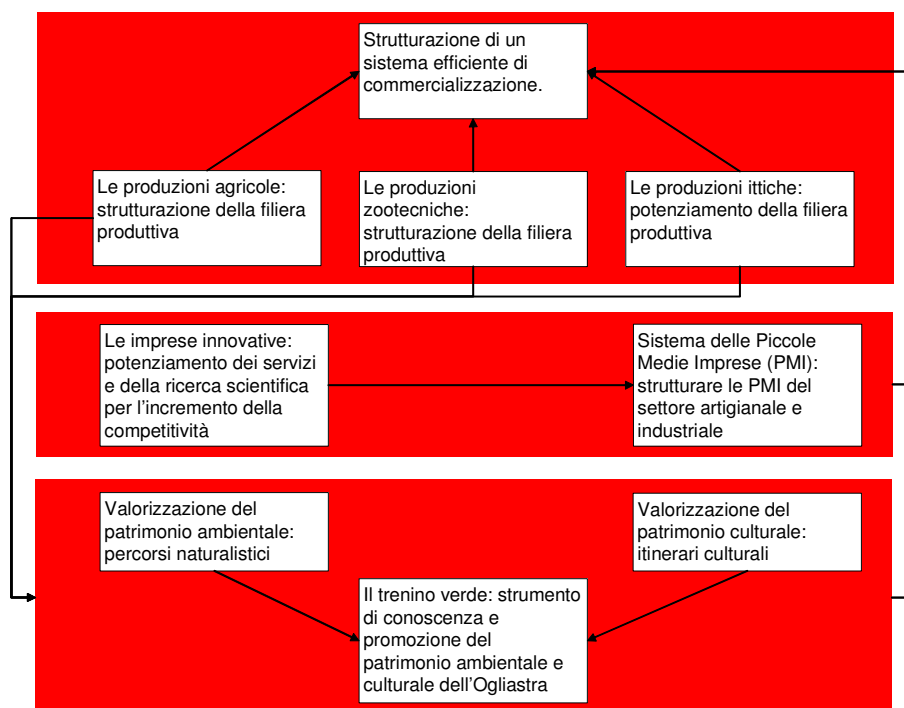 Strutturazione di un
sistema efficiente di
commercializzazione.
Le produzioni agricole:
strutturazione della filiera
produttiva
Le produzioni
zootecniche:
strutturazione della filiera
produttiva
Le produzioni ittiche:
potenziamento della filiera
produttiva
Le imprese innovative:
potenziamento dei servizi
e della ricerca scientifica
per l'incremento della
competitività
Sistema delle Piccole
Medie Imprese (PMI):
strutturare le PMI del
settore artigianale e
industriale
Valorizzazione del
patrimonio ambientale:
percorsi naturalistici
Valorizzazione del
patrimonio culturale:
itinerari culturali
Il trenino verde: strumento
di conoscenza e
promozione del
patrimonio ambientale e
culturale dell'Ogliastra